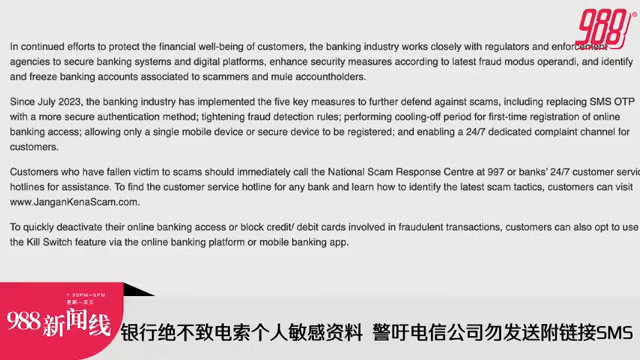 988
In continued efforts to protect the financial well-being of customers, the banking industry works closely with regulators and enforcement
agencies to secure banking systems and digital platforms, enhance security measures according to latest fraud modus operandi, and identify
and freeze banking accounts associated to scammers and mule accountholders.
Since July 2023, the banking industry has implemented the five key measures to further defend against scams, including replacing SMS OTP
with a more secure authentication method; tightening fraud detection rules; performing cooling-off period for first-time registration of online
banking access; allowing only a single mobile device or secure device to be registered; and enabling a 24/7 dedicated complaint channel for
customers.
Customers who have fallen victim to scams should immediately call the National Scam Response Centre at 997 or banks' 24/7 customer servic
hotlines for assistance. To find the customer service hotline for any bank and learn how to identify the latest scam tactics, customers can visit
www.JanganKenaScam.com.
To quickly deactivate their online banking access or block credit/ debit cards involved in fraudulent transactions, customers can also opt to use
the Kill Switch feature via the online banking platform or mobile banking app.
7:30PM-8PM
星期一至五
988新闻线
银行绝不致电索个人敏感资料 警吁电信公司勿发送附链接SMS